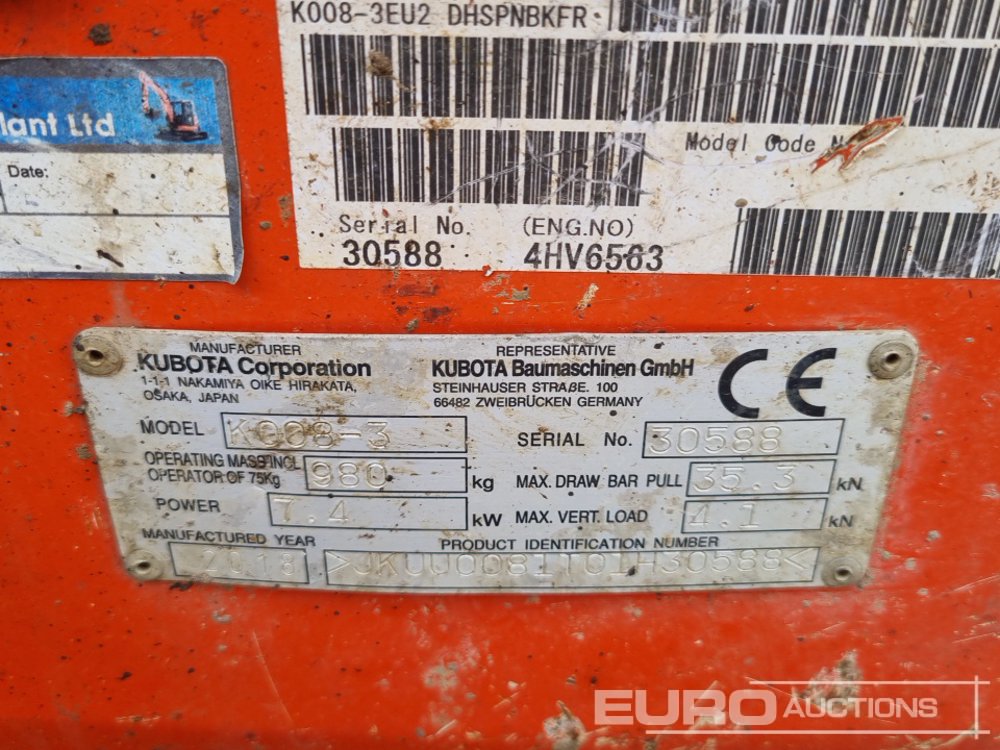 K008-3EU2 DHSPNBKFR
lant Ltd
Date:
Model Code
Serial No. (ENG.NO)
30588 4HV6563
MANUFACTURER
KUBOTA Corporation
1-1-1 NAKAMIYA OIKE HIRAKATA,
OSAKA, JAPAN
REPRESENTATIVE
KUBOTA Baumaschinen GmbH
STEINHAUSER STRAßE. 100
66482 ZWEIBRÜCKEN GERMANY
CE
MODEL K008-3
SERIAL No. 30588
OPERATING MASS INCL
OPERATOR OF 75Kg 980 kg
MAX. DRAW BAR PULL 35.3 kN
POWER 7.4 kW
MAX. VERT. LOAD 4.1 kN
MANUFACTURED YEAR
2018
PRODUCT IDENTIFICATION NUMBER
>JKUU0081T01H30588<
EURO AUCTIONS